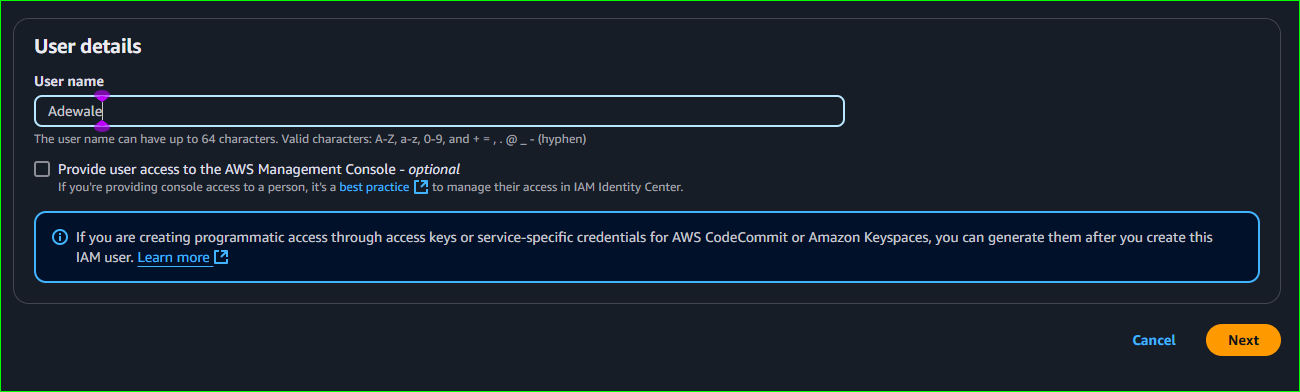 User details
User name
Adewale
The user name can have up to 64 characters. Valid characters: A-Z, a-z, 0-9, and + = , . @ _ - (hyphen)
Provide user access to the AWS Management Console - optional
If you're providing console access to a person, it's a best practice to manage their access in IAM Identity Center.
If you are creating programmatic access through access keys or service-specific credentials for AWS CodeCommit or Amazon Keyspaces, you can generate them after you create this
IAM user. Learn more
Cancel Next